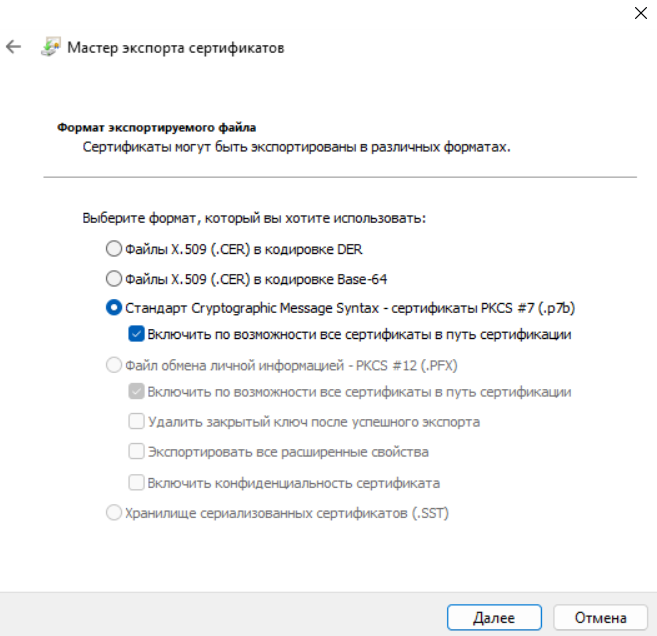 Мастер экспорта сертификатов
Формат экспортируемого файла
Сертификаты могут быть экспортированы в различных форматах.
Выберите формат, который вы хотите использовать:
Файлы X.509 (.CER) в кодировке DER
Файлы X.509 (.CER) в кодировке Base-64
Стандарт Cryptographic Message Syntax - сертификаты PKCS #7 (.p7b)
Включить по возможности все сертификаты в путь сертификации
Файл обмена личной информацией - PKCS #12 (.PFX)
Включить по возможности все сертификаты в путь сертификации
Удалить закрытый ключ после успешного экспорта
Экспортировать все расширенные свойства
Включить конфиденциальность сертификата
Хранилище сериализованных сертификатов (.SST)
Далее
Отмена